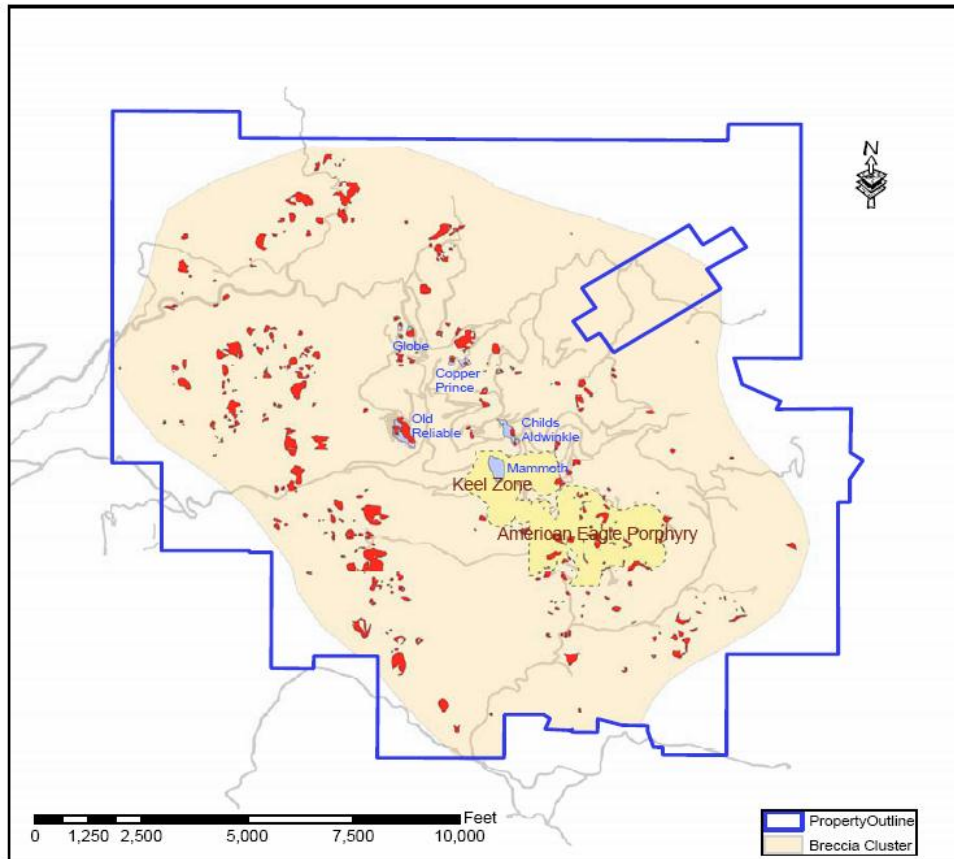 N
Globe
Copper
Prince
Old
Reliable
Childs
Aldwinkle
Mammoth
Keel Zone
American Eagle Porphyry
Feet
0 1,250 2,500 5,000 7,500 10,000
PropertyOutline
Breccia Cluster